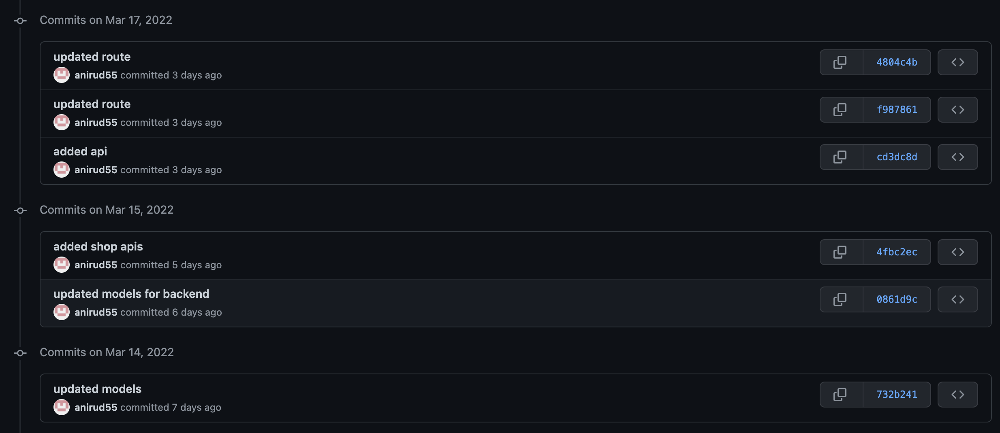 Commits on Mar 17, 2022
updated route
4804c4b
anirud55 committed 3 days ago
updated route
f987861
anirud55 committed 3 days ago
added api
cd3dc8d
anirud55 committed 3 days ago
Commits on Mar 15, 2022
added shop apis
4fbc2ec
anirud55 committed 5 days ago
updated models for backend
0861d9c
anirud55 committed 6 days ago
Commits on Mar 14, 2022
updated models
732b241
anirud55 committed 7 days ago